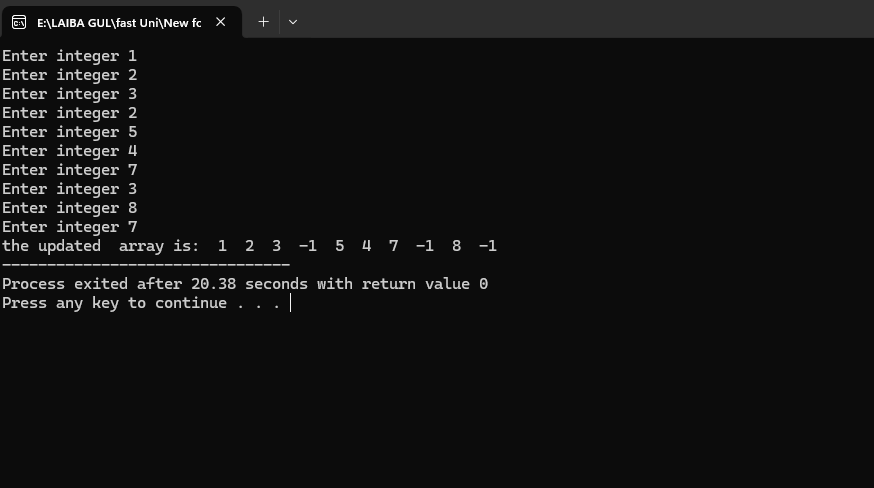 E:\LAIBA GUL\fast Uni\New fc
Enter integer 1
Enter integer 2
Enter integer 3
Enter integer 2
Enter integer 5
Enter integer 4
Enter integer 7
Enter integer 3
Enter integer 8
Enter integer 7
the updated  array is:  1  2  3  -1  5  4  7  -1  8  -1
--------------------------------
Process exited after 20.38 seconds with return value 0
Press any key to continue . . .